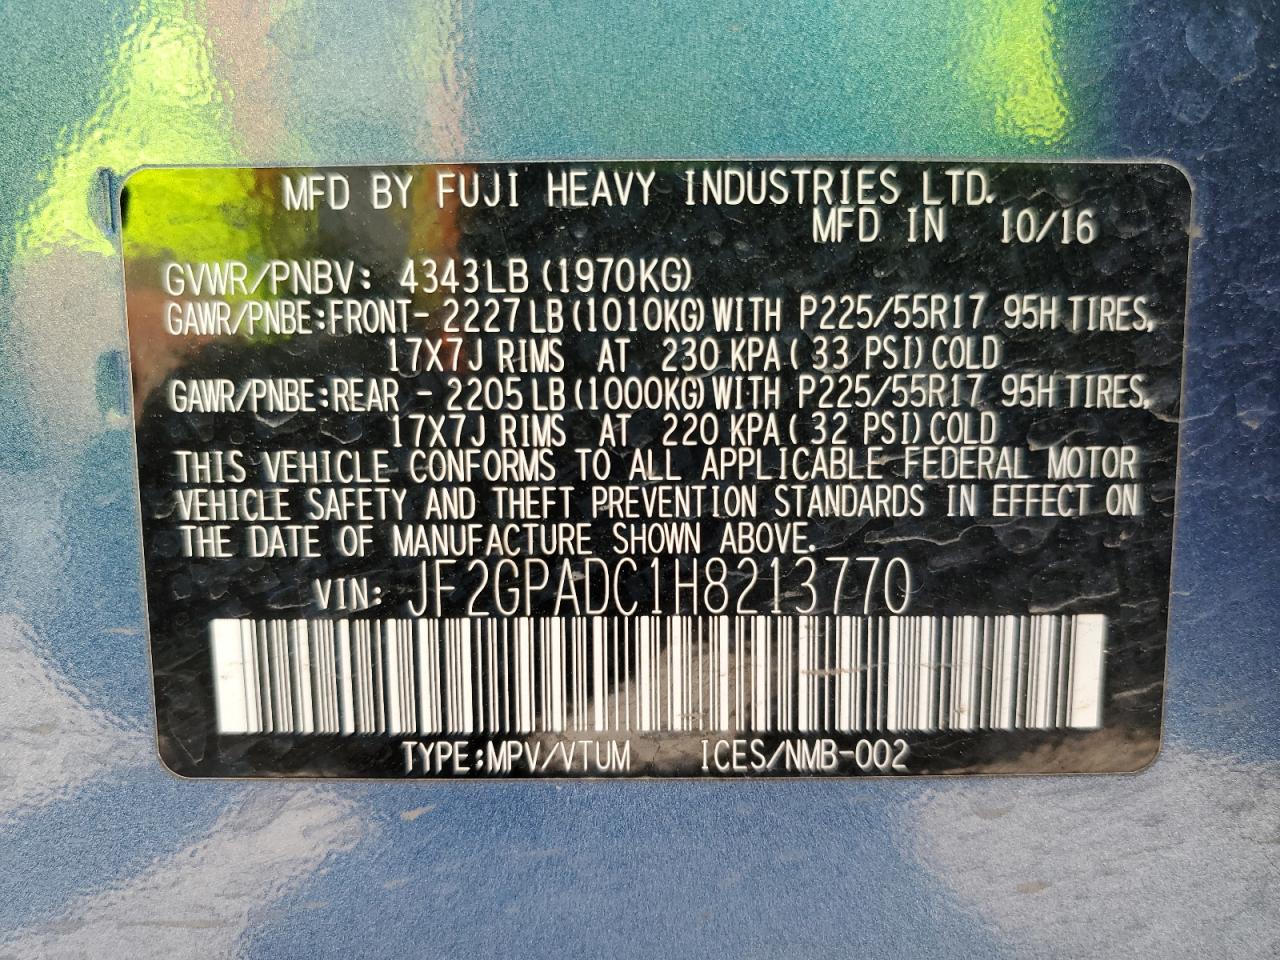 MFD BY FUJI HEAVY INDUSTRIES LTD.
MFD IN 10/16
GVWR/PNBV: 4343LB (1970KG)
GAWR/PNBE:FRONT- 2227LB (1010KG) WITH P225/55R17 95H TIRES,
17X7J RIMS AT 230 KPA ( 33 PSI) COLD
GAWR/PNBE:REAR - 2205LB (1000KG) WITH P225/55R17 95H TIRES,
17X7J RIMS AT 220 KPA ( 32 PSI) COLD
THIS VEHICLE CONFORMS TO ALL APPLICABLE FEDERAL MOTOR
VEHICLE SAFETY AND THEFT PREVENTION STANDARDS IN EFFECT ON
THE DATE OF MANUFACTURE SHOWN ABOVE.
VIN: JF2GPADC1H8213770
TYPE:MPV/VTUM ICES/NMB-002